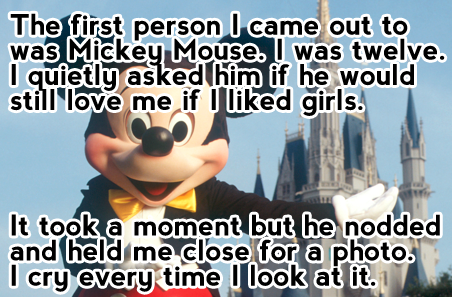 The first person I came out to
was Mickey Mouse. I was twelve.
I quietly asked him if he would
still love me if I liked girls.
It took a moment but he nodded
and held me close for a photo.
I cry every time I look at it.